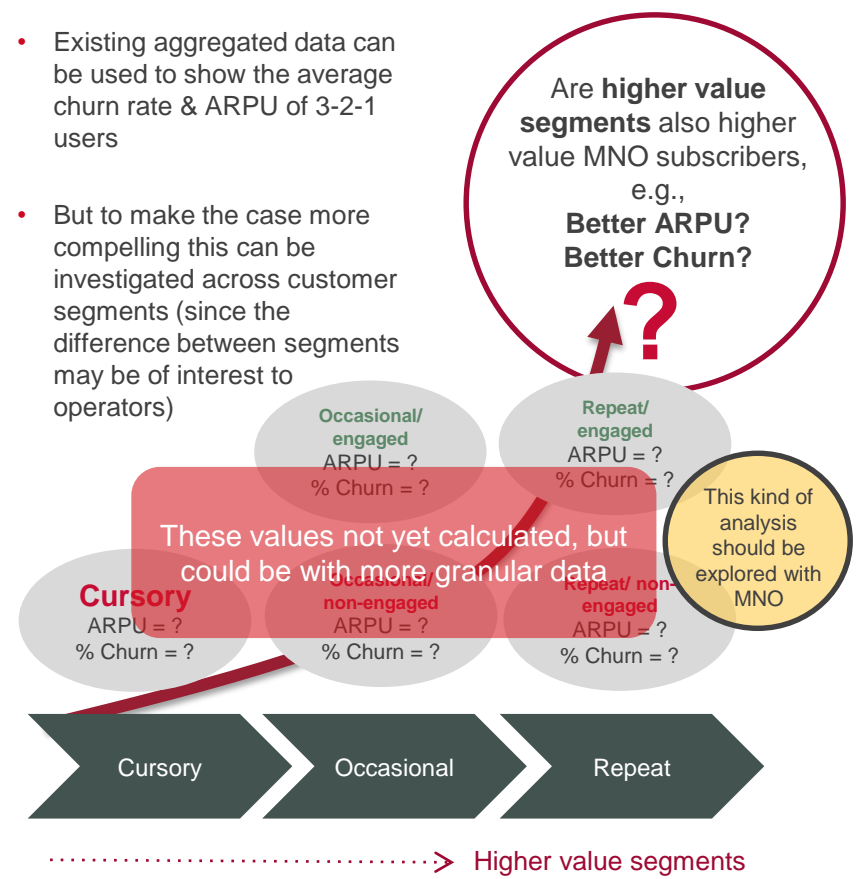 • Existing aggregated data can
be used to show the average
churn rate & ARPU of 3-2-1
users
• But to make the case more
compelling this can be
investigated across customer
segments (since the
difference between segments
may be of interest to
operators)
Are higher value
segments also higher
value MNO subscribers,
e.g.,
Better ARPU?
Better Churn?
?
Occasional/
engaged
ARPU = ?
% Churn = ?
Repeat/
engaged
ARPU = ?
% Churn = ?
This kind of
analysis
should be
explored with
MNO
These values not yet calculated, but
could be with more granular data
Cursory
ARPU = ?
% Churn = ?
Occasional/
non-engaged
ARPU = ?
% Churn = ?
Repeat/ non-
engaged
ARPU = ?
% Churn = ?
Cursory
Occasional
Repeat
Higher value segments